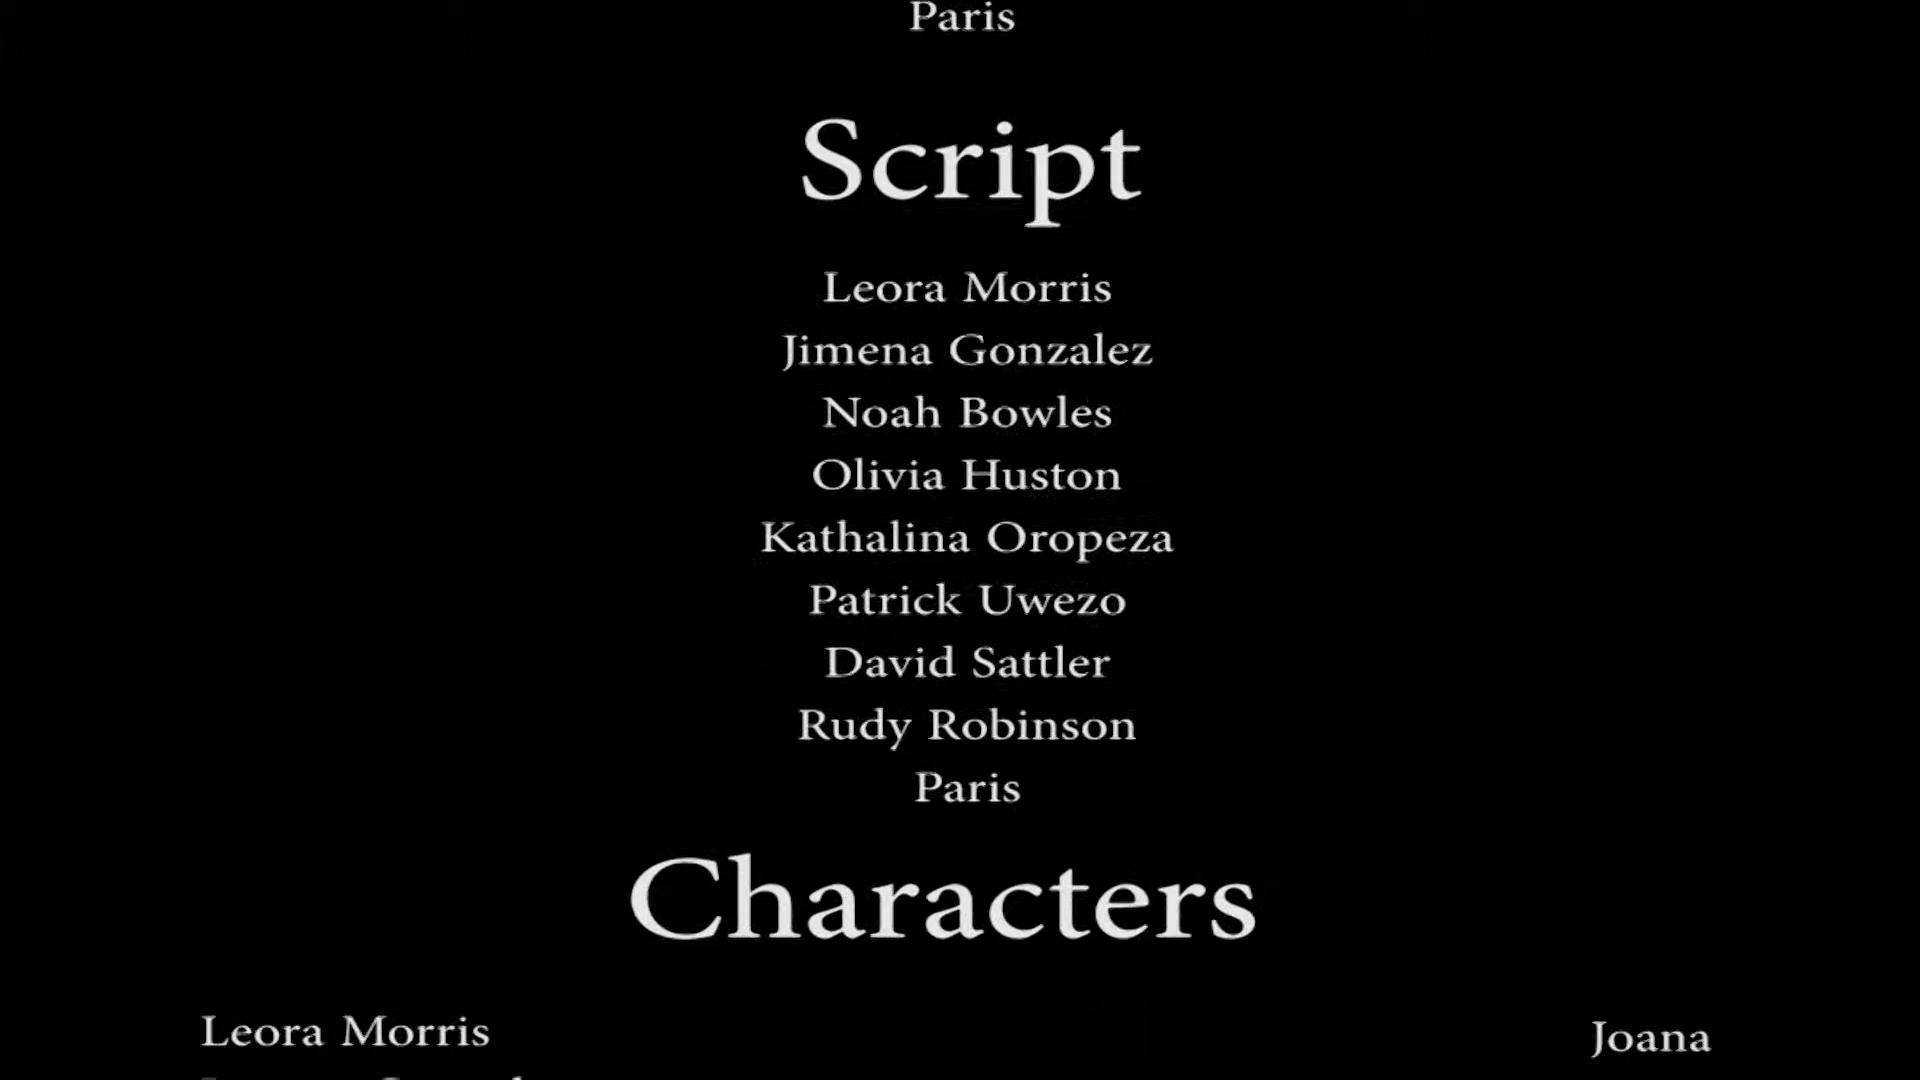 Paris
Script
Leora Morris
Jimena Gonzalez
Noah Bowles
Olivia Huston
Kathalina Oropeza
Patrick Uwezo
David Sattler
Rudy Robinson
Paris
Characters
Leora Morris Joana